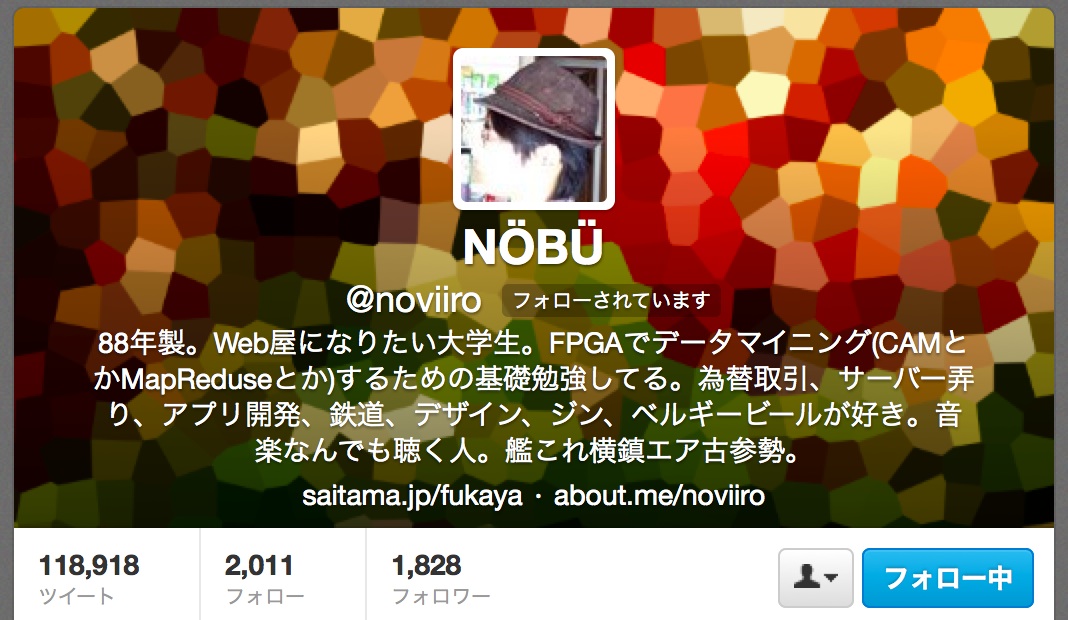 NÖBÜ
@noviiro フォローされています
88年製。Web屋になりたい大学生。FPGAでデータマイニング(CAMと
かMapReduseとか)するための基礎勉強してる。為替取引、サーバー弄
り、アプリ開発、鉄道、デザイン、ジン、ベルギービールが好き。音
楽なんでも聴く人。艦これ横鎮エア古参勢。
saitama.jp/fukaya · about.me/noviiro
118,918 2,011 1,828
ツイート フォロー フォロワー
フォロー中